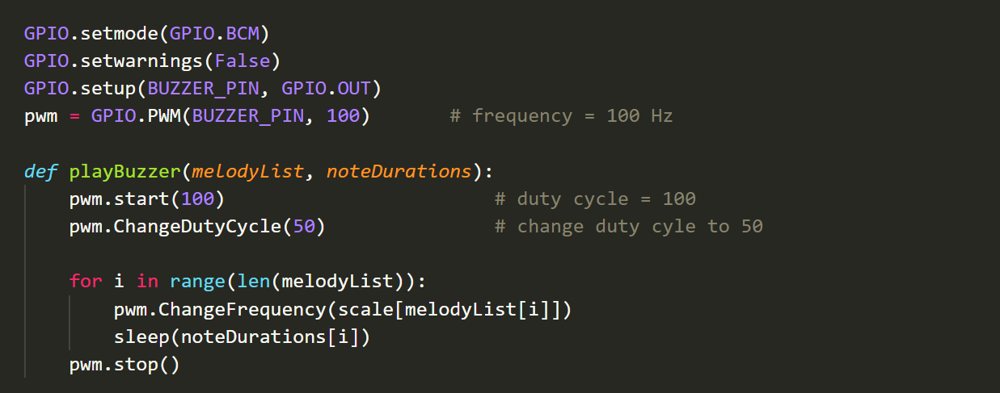 GPIO.setmode(GPIO.BCM)
GPIO.setwarnings(False)
GPIO.setup(BUZZER_PIN, GPIO.OUT)
pwm = GPIO.PWM(BUZZER_PIN, 100)       # frequency = 100 Hz

def playBuzzer(melodyList, noteDurations):
    pwm.start(100)                        # duty cycle = 100
    pwm.ChangeDutyCycle(50)               # change duty cyle to 50

    for i in range(len(melodyList)):
        pwm.ChangeFrequency(scale[melodyList[i]])
        sleep(noteDurations[i])
    pwm.stop()